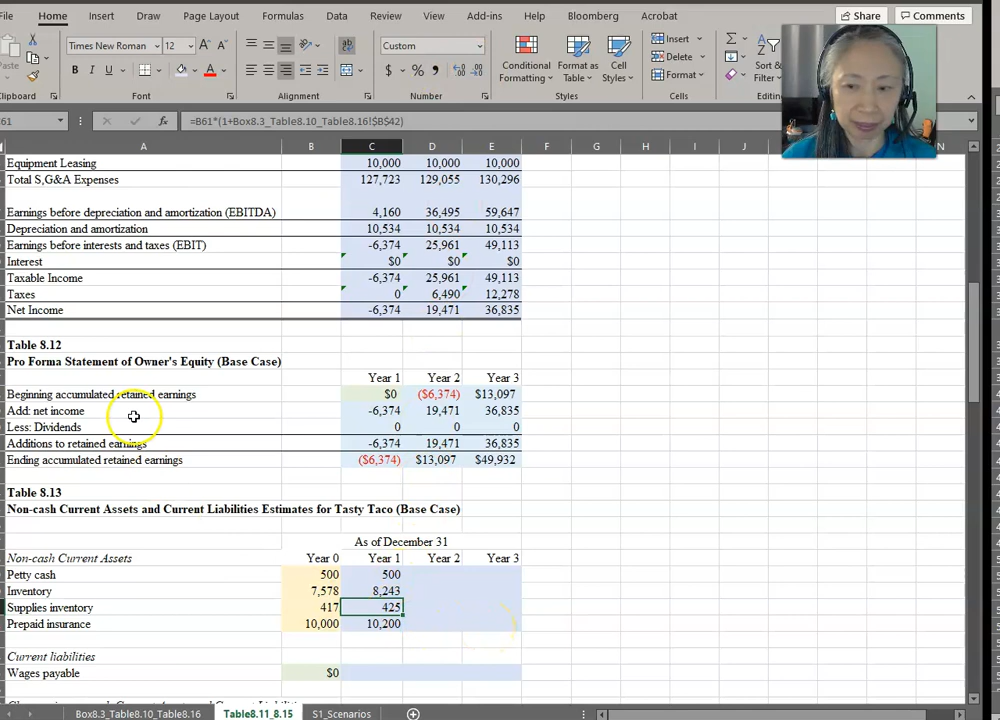 File Home Insert Draw Page Layout Formulas Data Review View Add-ins Help Bloomberg Acrobat Share Comments
Times New Roman 12 A A ab Custom Insert Σ
Paste B I U A $ % 9 Conditional Formatting Format as Table Cell Styles Delete Format Sort & Filter
Clipboard Font Alignment Number Styles Cells
C61 fx =B61*(1+Box8.3_Table8.10_Table8.16!$B$42)
A B C D E F G H I J K L M N
Equipment Leasing 10,000 10,000 10,000
Total S,G&A Expenses 127,723 129,055 130,296
Earnings before depreciation and amortization (EBITDA) 4,160 36,495 59,647
Depreciation and amortization 10,534 10,534 10,534
Earnings before interests and taxes (EBIT) -6,374 25,961 49,113
Interest $0 $0 $0
Taxable Income -6,374 25,961 49,113
Taxes 0 6,490 12,278
Net Income -6,374 19,471 36,835
Table 8.12
Pro Forma Statement of Owner's Equity (Base Case)
Year 1 Year 2 Year 3
Beginning accumulated retained earnings $0 ($6,374) $13,097
Add: net income -6,374 19,471 36,835
Less: Dividends 0 0 0
Additions to retained earnings -6,374 19,471 36,835
Ending accumulated retained earnings ($6,374) $13,097 $49,932
Table 8.13
Non-cash Current Assets and Current Liabilities Estimates for Tasty Taco (Base Case)
As of December 31
Non-cash Current Assets Year 0 Year 1 Year 2 Year 3
Petty cash 500 500
Inventory 7,578 8,243
Supplies inventory 417 425
Prepaid insurance 10,000 10,200
Current liabilities
Wages payable $0
Box8.3_Table8.10_Table8.16 Table8.11_8.15 S1_Scenarios